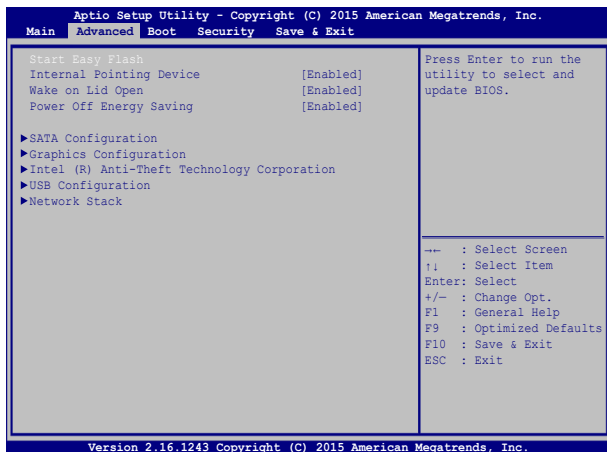 Aptio Setup Utility - Copyright (C) 2015 American Megatrends, Inc.
Main Advanced Boot Security Save & Exit
Start Easy Flash
Internal Pointing Device [Enabled]
Wake on Lid Open [Enabled]
Power Off Energy Saving [Enabled]
▶SATA Configuration
▶Graphics Configuration
▶Intel (R) Anti-Theft Technology Corporation
▶USB Configuration
▶Network Stack
Press Enter to run the
utility to select and
update BIOS.
→← : Select Screen
↑↓ : Select Item
Enter: Select
+/— : Change Opt.
F1 : General Help
F9 : Optimized Defaults
F10 : Save & Exit
ESC : Exit
Version 2.16.1243 Copyright (C) 2015 American Megatrends, Inc.